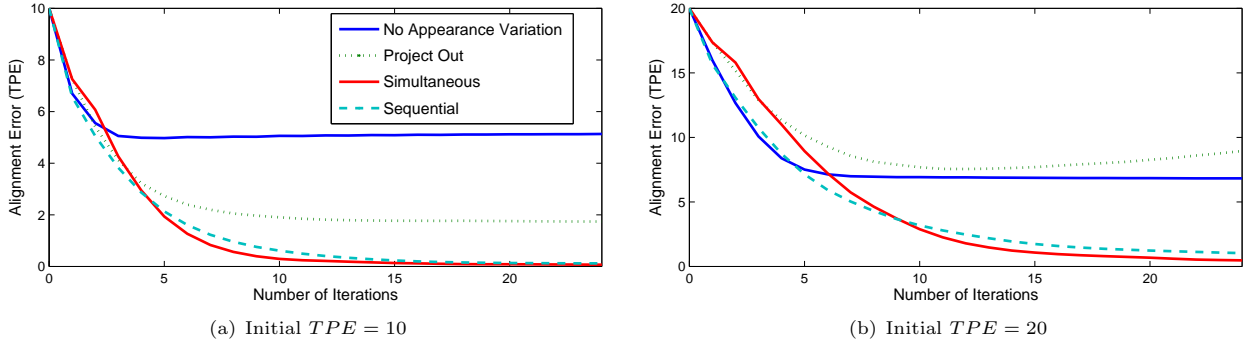 10
8
6
4
2
0
0
5
10
15
20
Alignment Error (TPE)
Number of Iterations
No Appearance Variation
Project Out
Simultaneous
Sequential
(a) Initial TPE = 10
20
15
10
5
0
0
5
10
15
20
Alignment Error (TPE)
Number of Iterations
(b) Initial TPE = 20